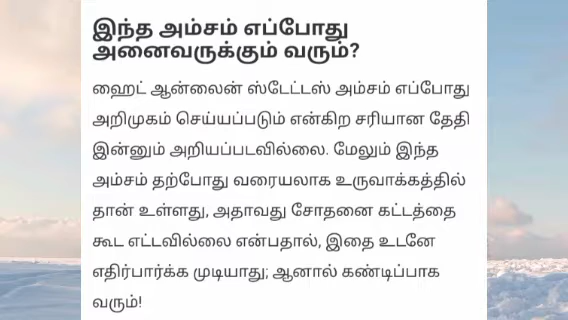 இந்த அம்சம் எப்போது
அனைவருக்கும் வரும்?
ஹைட் ஆன்லைன் ஸ்டேட்டஸ் அம்சம் எப்போது
அறிமுகம் செய்யப்படும் என்கிற சரியான தேதி
இன்னும் அறியப்படவில்லை. மேலும் இந்த
அம்சம் தற்போது வரையலாக உருவாக்கத்தில்
தான் உள்ளது, அதாவது சோதனை கட்டத்தை
கூட எட்டவில்லை என்பதால், இதை உடனே
எதிர்பார்க்க முடியாது; ஆனால் கண்டிப்பாக
வரும்!